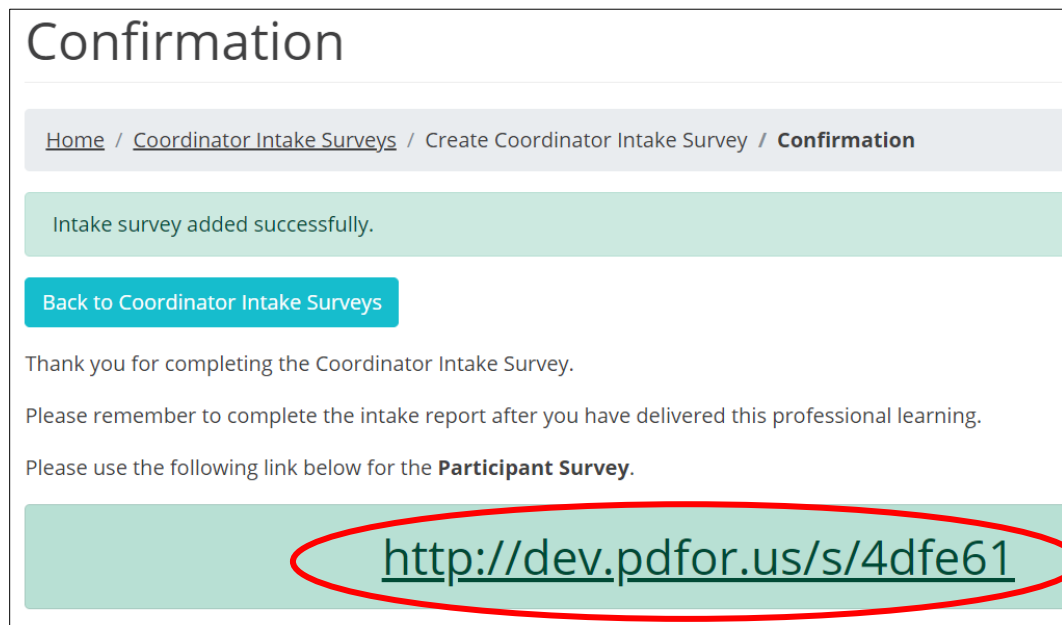 Confirmation
Home / Coordinator Intake Surveys / Create Coordinator Intake Survey / Confirmation
Intake survey added successfully.
Back to Coordinator Intake Surveys
Thank you for completing the Coordinator Intake Survey.
Please remember to complete the intake report after you have delivered this professional learning.
Please use the following link below for the Participant Survey.
http://dev.pdfor.us/s/4dfe61